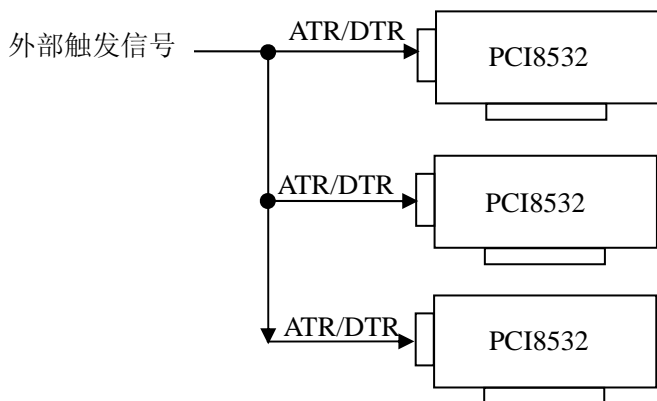 外部触发信号
ATR/DTR
PCI8532
ATR/DTR
PCI8532
ATR/DTR
PCI8532